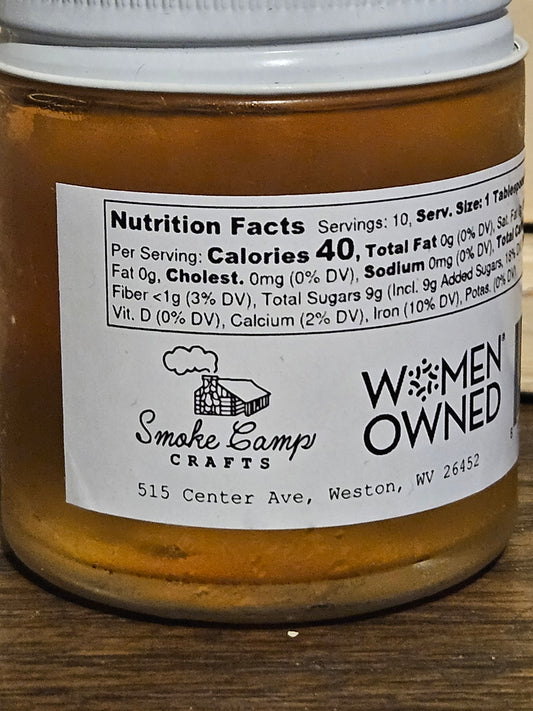 Nutrition Facts Servings: 10, Serv. Size: 1
Per Serving: Calories 40, Total Fat 0g (0% DV), Sat.
Fat 0g, Cholest. 0mg (0% DV), Sodium 0mg (0% DV), Total
Fiber <1g (3% DV), Total Sugars 9g (Incl. 9g Added Sugars, 18%
Vit. D (0% DV), Calcium (2% DV), Iron (10% DV), Potas. (0% DV),
Smoke Camp
CRAFTS
WOMEN
OWNED
515 Center Ave, Weston, WV 26452